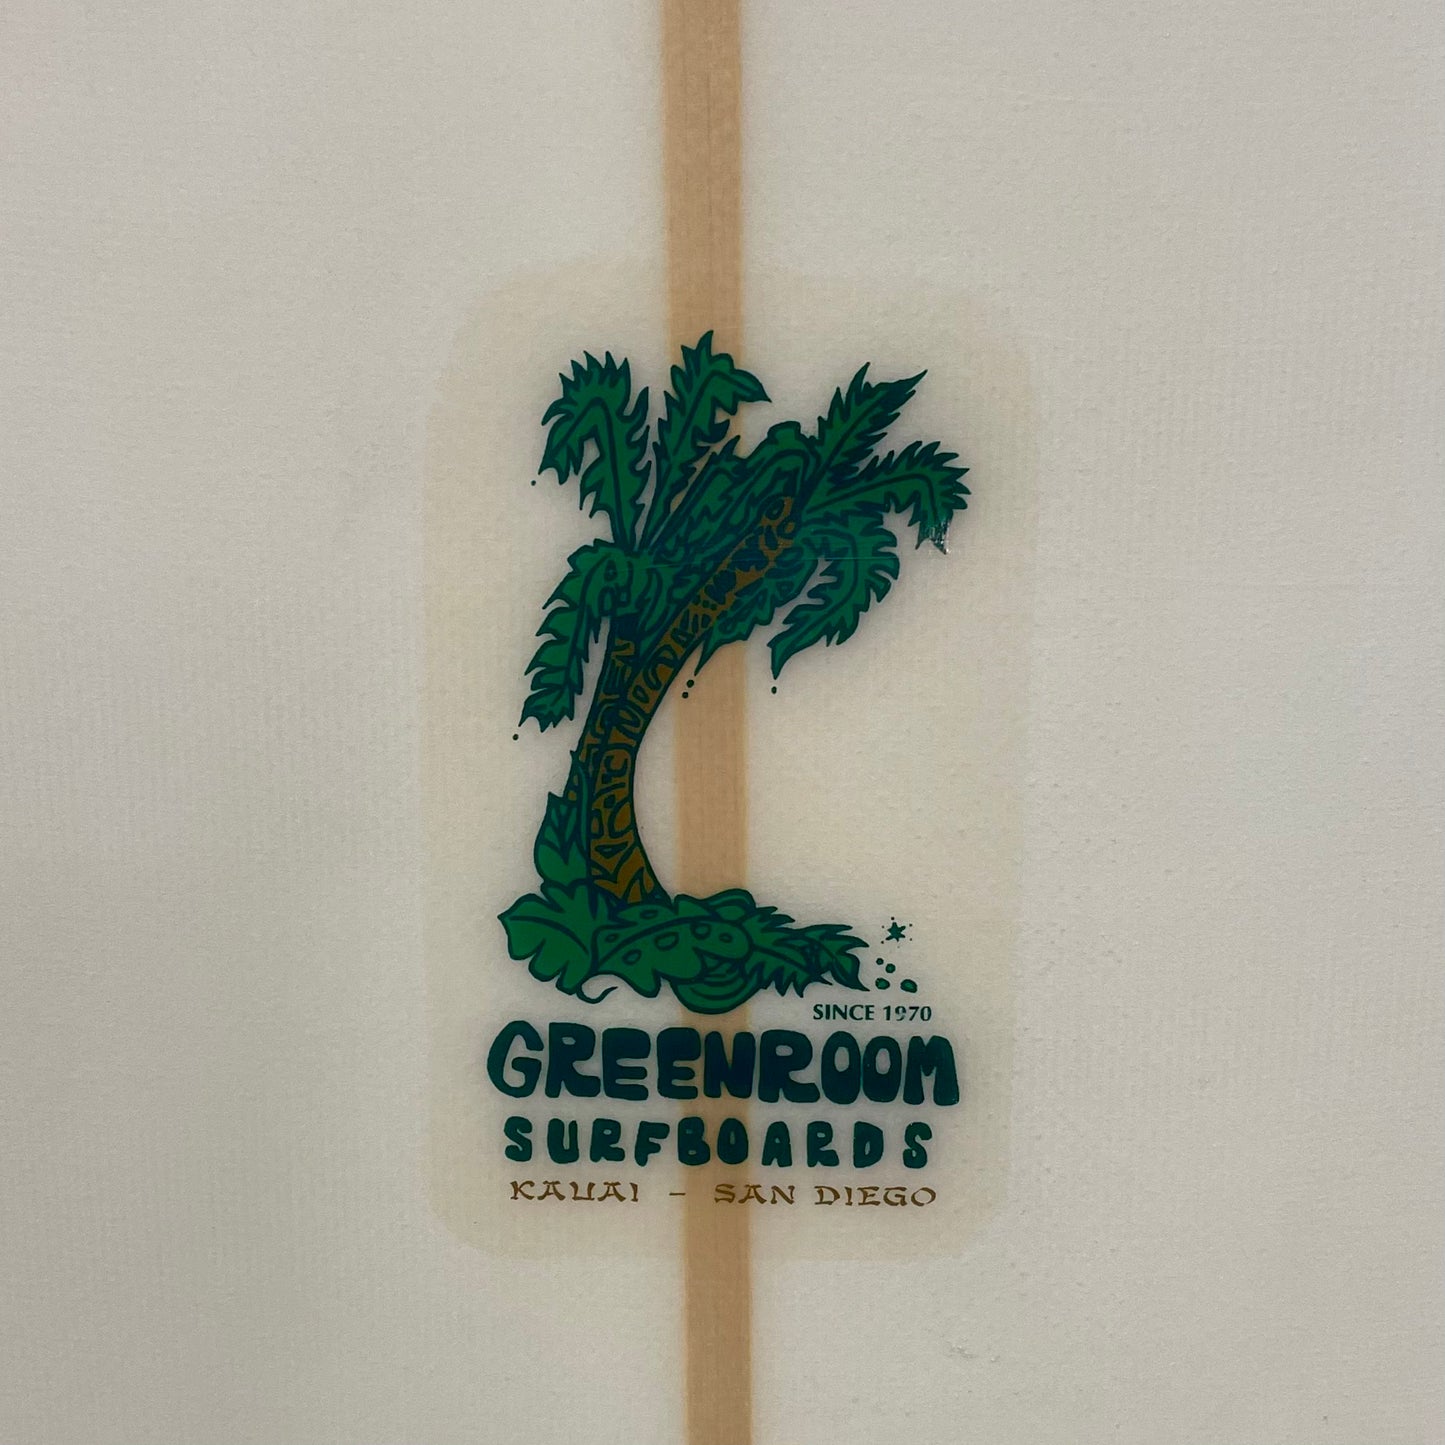 SINCE 1970
GREENROOM
SURFBOARDS
KAUAI - SAN DIEGO